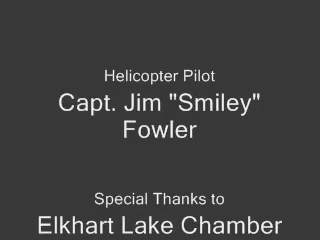 Helicopter Pilot
Capt. Jim "Smiley"
Fowler
Special Thanks to
Elkhart Lake Chamber